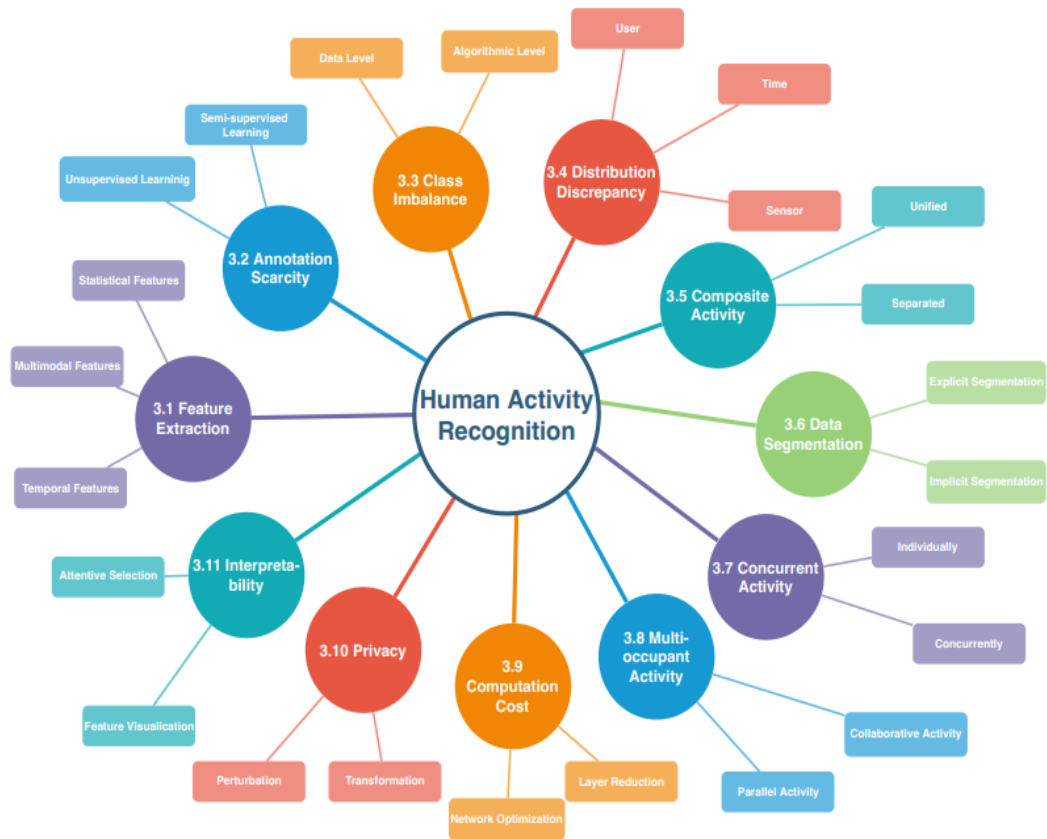 Human Activity
Recognition
3.1 Feature
Extraction
Statistical Features
Multimodal Features
Temporal Features
3.2 Annotation
Scarcity
Semi-supervised
Learning
Unsupervised Learninig
3.3 Class
Imbalance
Data Level
Algorithmic Level
3.4 Distribution
Discrepancy
User
Time
Sensor
3.5 Composite
Activity
Unified
Separated
3.6 Data
Segmentation
Explicit Segmentation
Implicit Segmentation
3.7 Concurrent
Activity
Individually
Concurrently
3.8 Multi-
occupant
Activity
Collaborative Activity
Parallel Activity
3.9
Computation
Cost
Layer Reduction
Network Optimization
3.10 Privacy
Transformation
Perturbation
3.11 Interpreta-
bility
Attentive Selection
Feature Visualication